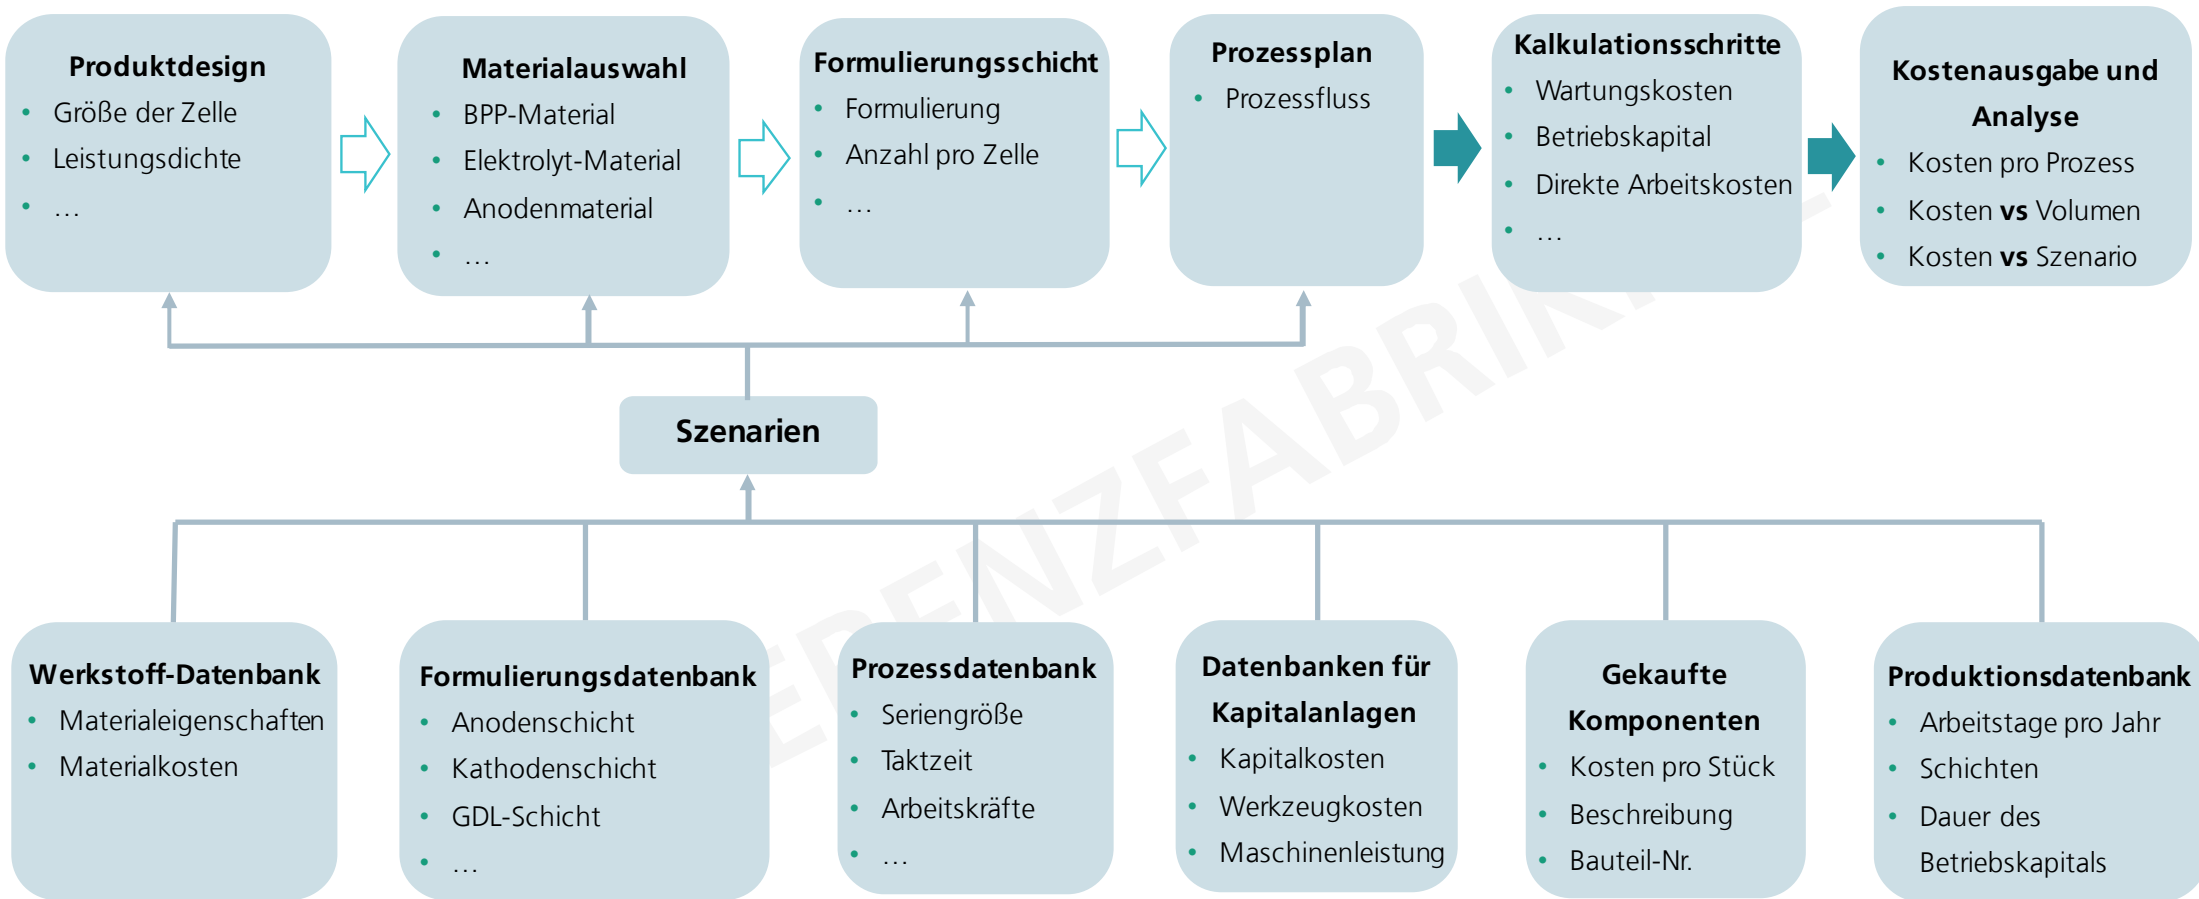 Produktdesign
• Größe der Zelle
• Leistungsdichte
• …
Materialauswahl
• BPP-Material
• Elektrolyt-Material
• Anodenmaterial
• …
Formulierungsschicht
• Formulierung
• Anzahl pro Zelle
• …
Prozessplan
• Prozessfluss
Kalkulationsschritte
• Wartungskosten
• Betriebskapital
• Direkte Arbeitskosten
• …
Kostenausgabe und
Analyse
• Kosten pro Prozess
• Kosten vs Volumen
• Kosten vs Szenario
Szenarien
Werkstoff-Datenbank
• Materialeigenschaften
• Materialkosten
Formulierungsdatenbank
• Anodenschicht
• Kathodenschicht
• GDL-Schicht
• …
Prozessdatenbank
• Seriengröße
• Taktzeit
• Arbeitskräfte
• …
Datenbanken für
Kapitalanlagen
• Kapitalkosten
• Werkzeugkosten
• Maschinenleistung
Gekaufte
Komponenten
• Kosten pro Stück
• Beschreibung
• Bauteil-Nr.
Produktionsdatenbank
• Arbeitstage pro Jahr
• Schichten
• Dauer des
Betriebskapitals